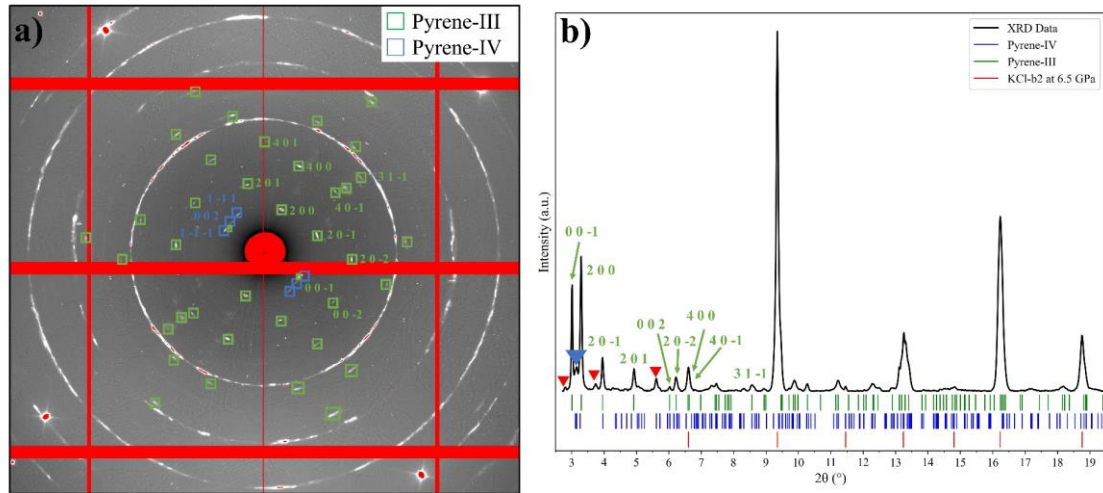 a)
Pyrene-III
Pyrene-IV
4 0 1
4 0 0
3 1 -1
2 0 1
4 0 -1
1 -1 1
0 0 2
2 0 0
1 -1 -1
2 0 -1
2 0 -2
0 0 -1
0 0 -2
b)
XRD Data
Pyrene-IV
Pyrene-III
KCl-b2 at 6.5 GPa
0 0 -1
2 0 0
2 0 -1
2 0 1
0 0 2
2 0 -2
4 0 0
4 0 -1
3 1 -1
Intensity (a.u.)
3 4 5 6 7 8 9 10 11 12 13 14 15 16 17 18 19
2θ (°)